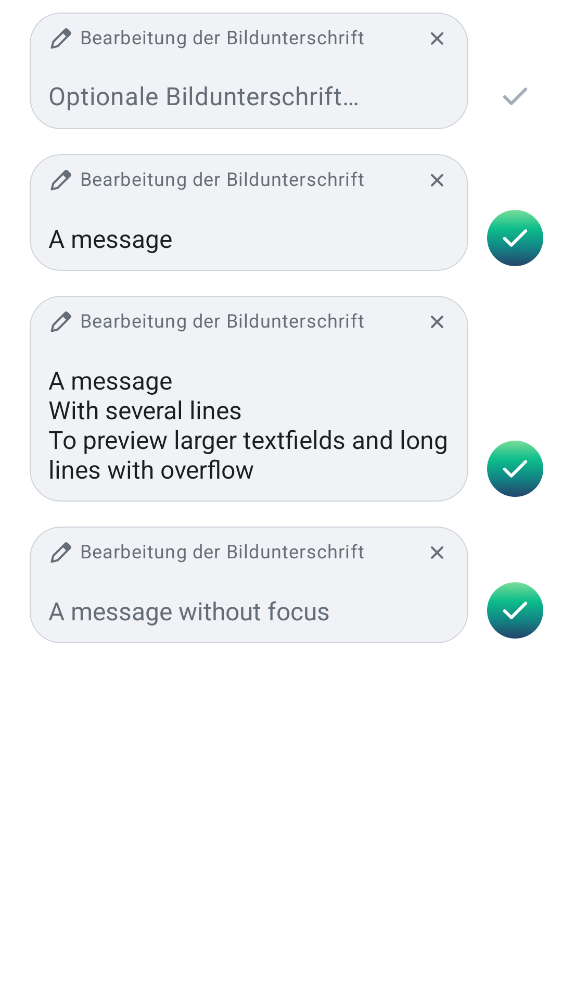 Bearbeitung der Bildunterschrift
Optionale Bildunterschrift…
Bearbeitung der Bildunterschrift
A message
Bearbeitung der Bildunterschrift
A message
With several lines
To preview larger textfields and long
lines with overflow
Bearbeitung der Bildunterschrift
A message without focus